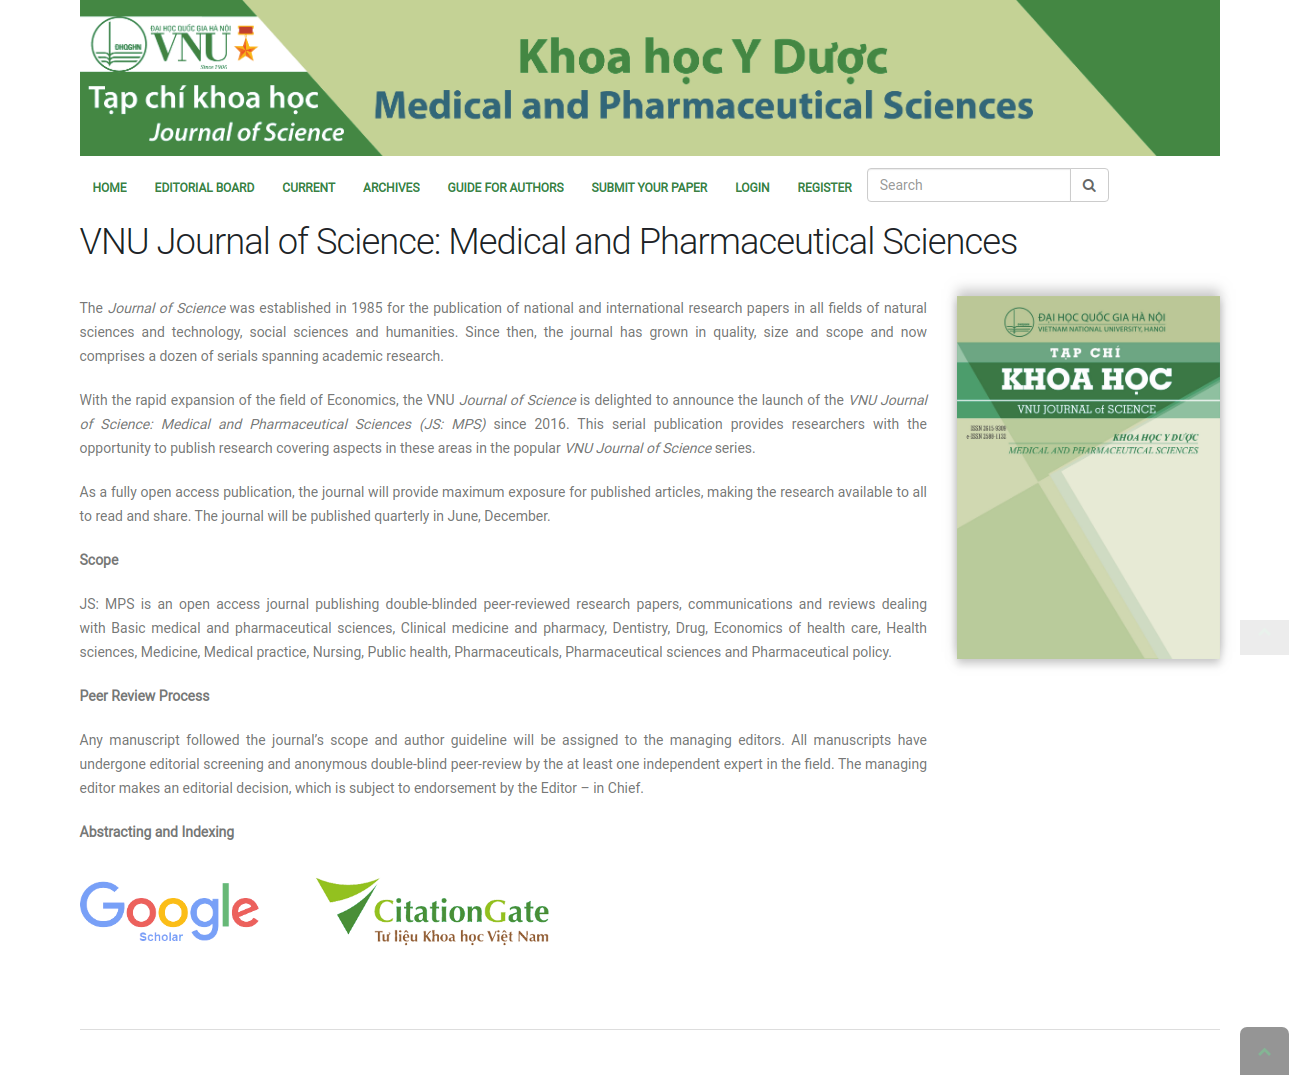 ĐẠI HỌC QUỐC GIA HÀ NỘI
ĐHQGHN
VNU
Since 1906
Tạp chí khoa học
Journal of Science
Khoa học Y Dược
Medical and Pharmaceutical Sciences
HOME EDITORIAL BOARD CURRENT ARCHIVES GUIDE FOR AUTHORS SUBMIT YOUR PAPER LOGIN REGISTER Search
VNU Journal of Science: Medical and Pharmaceutical Sciences
The Journal of Science was established in 1985 for the publication of national and international research papers in all fields of natural
sciences and technology, social sciences and humanities. Since then, the journal has grown in quality, size and scope and now
comprises a dozen of serials spanning academic research.
With the rapid expansion of the field of Economics, the VNU Journal of Science is delighted to announce the launch of the VNU Journal
of Science: Medical and Pharmaceutical Sciences (JS: MPS) since 2016. This serial publication provides researchers with the
opportunity to publish research covering aspects in these areas in the popular VNU Journal of Science series.
As a fully open access publication, the journal will provide maximum exposure for published articles, making the research available to all
to read and share. The journal will be published quarterly in June, December.
Scope
JS: MPS is an open access journal publishing double-blinded peer-reviewed research papers, communications and reviews dealing
with Basic medical and pharmaceutical sciences, Clinical medicine and pharmacy, Dentistry, Drug, Economics of health care, Health
sciences, Medicine, Medical practice, Nursing, Public health, Pharmaceuticals, Pharmaceutical sciences and Pharmaceutical policy.
Peer Review Process
Any manuscript followed the journal’s scope and author guideline will be assigned to the managing editors. All manuscripts have
undergone editorial screening and anonymous double-blind peer-review by the at least one independent expert in the field. The managing
editor makes an editorial decision, which is subject to endorsement by the Editor – in Chief.
Abstracting and Indexing
Google
Scholar
CitationGate
Tư liệu Khoa học Việt Nam
ĐẠI HỌC QUỐC GIA HÀ NỘI
VIETNAM NATIONAL UNIVERSITY, HANOI
TẠP CHÍ
KHOA HỌC
VNU JOURNAL of SCIENCE
ISSN 2615-9309
e-ISSN 2588-1132
KHOA HỌC Y DƯỢC
MEDICAL AND PHARMACEUTICAL SCIENCES